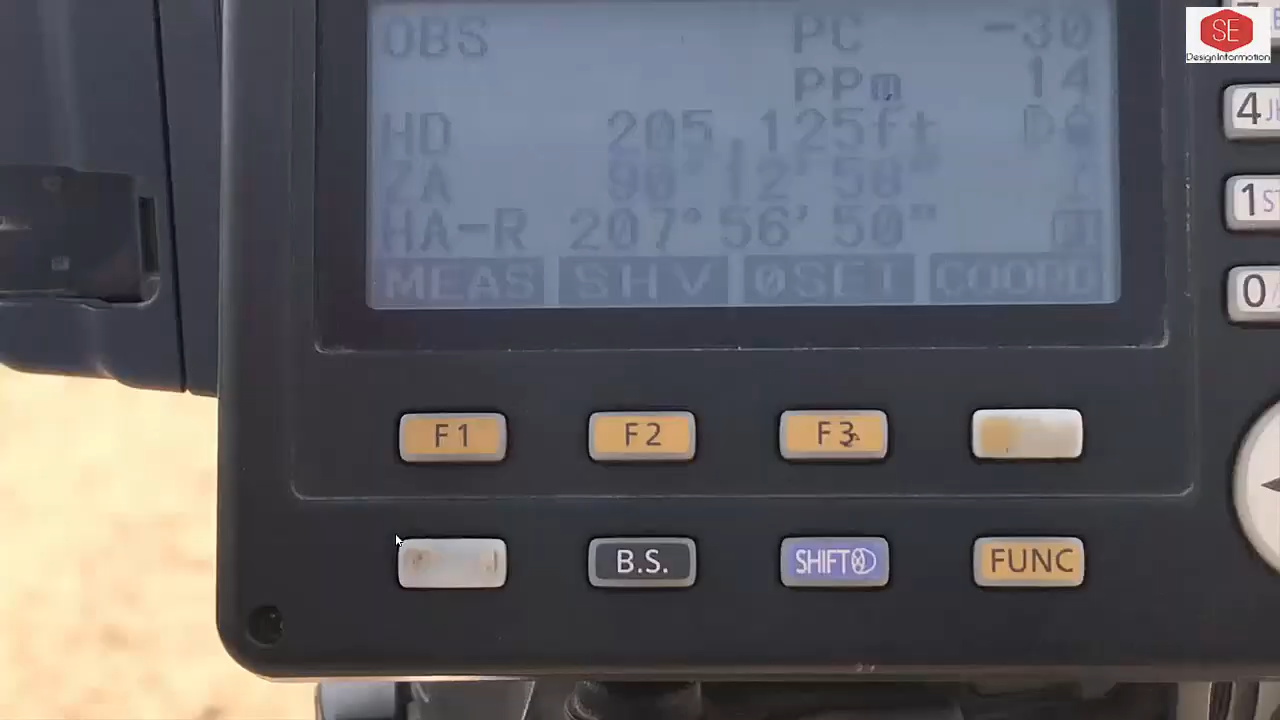 OBS PC -30
PPm 14
HD 205.125ft
ZA 90°12'58"
HA-R 207°56'50"
MEAS SHV 0SET COORD
F1 F2 F3
B.S. SHIFT FUNC
4
1
0
SE
DesignInformation